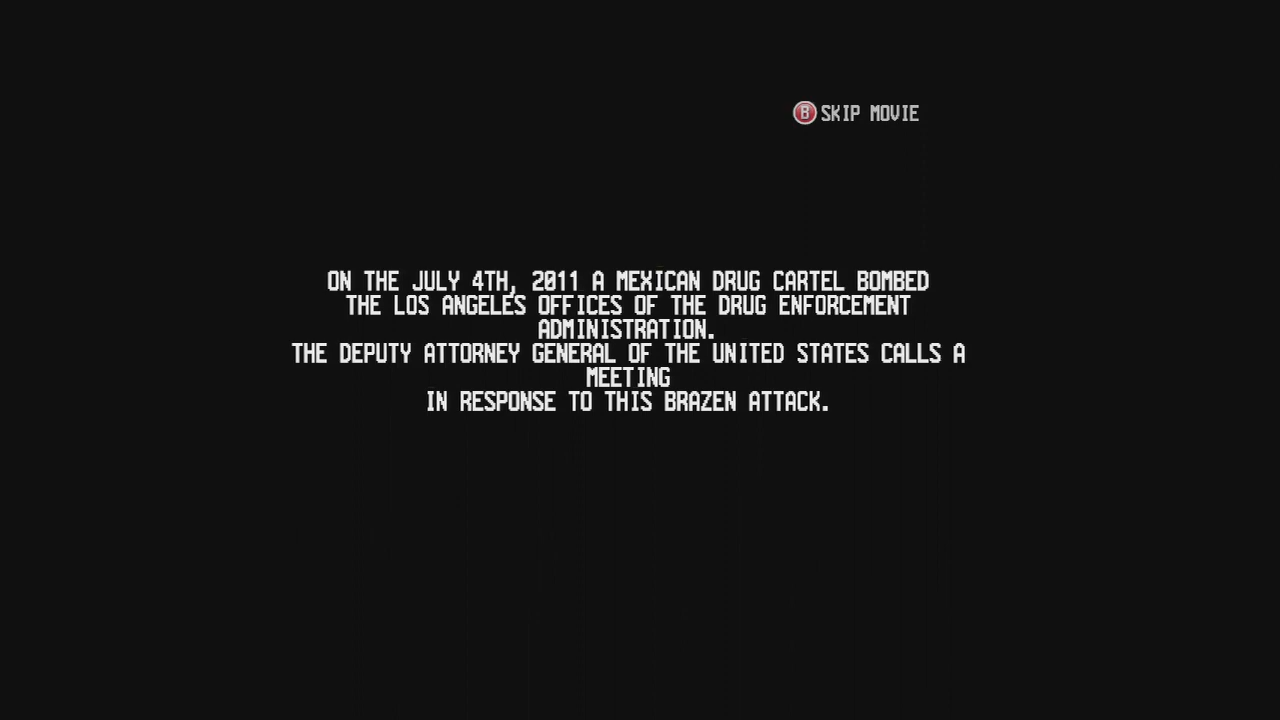 B SKIP MOVIE
ON THE JULY 4TH, 2011 A MEXICAN DRUG CARTEL BOMBED
THE LOS ANGELES OFFICES OF THE DRUG ENFORCEMENT
ADMINISTRATION.
THE DEPUTY ATTORNEY GENERAL OF THE UNITED STATES CALLS A
MEETING
IN RESPONSE TO THIS BRAZEN ATTACK.